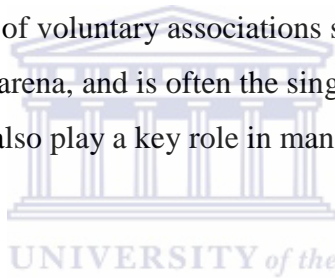 of voluntary associations s
arena, and is often the sing
also play a key role in man
UNIVERSITY of the